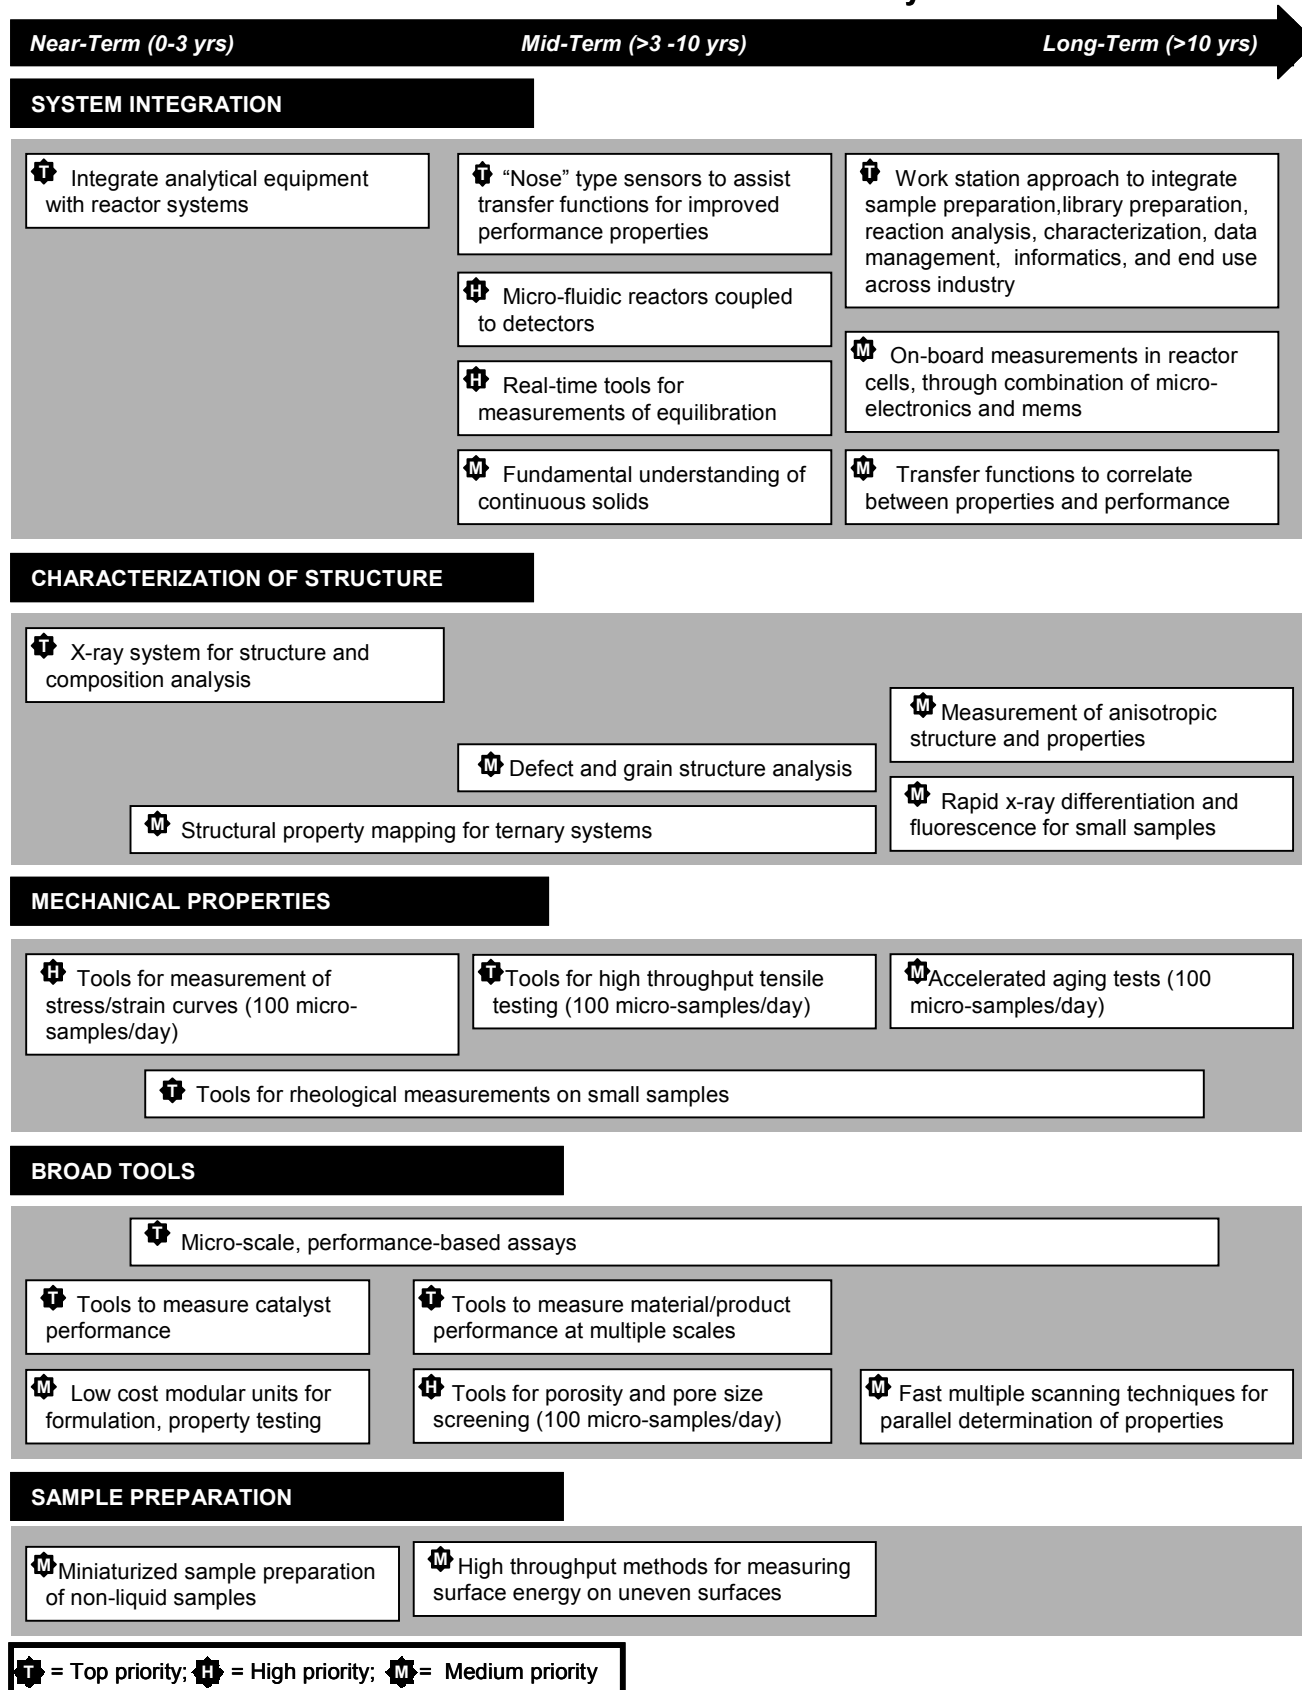 Near-Term (0-3 yrs) Mid-Term (>3 -10 yrs) Long-Term (>10 yrs)
SYSTEM INTEGRATION
T Integrate analytical equipment
with reactor systems
T “Nose” type sensors to assist
transfer functions for improved
performance properties
T Work station approach to integrate
sample preparation,library preparation,
reaction analysis, characterization, data
management, informatics, and end use
across industry
H Micro-fluidic reactors coupled
to detectors
M On-board measurements in reactor
cells, through combination of micro-
electronics and mems
H Real-time tools for
measurements of equilibration
M Fundamental understanding of
continuous solids
M Transfer functions to correlate
between properties and performance
CHARACTERIZATION OF STRUCTURE
T X-ray system for structure and
composition analysis
M Measurement of anisotropic
structure and properties
M Defect and grain structure analysis
M Rapid x-ray differentiation and
fluorescence for small samples
M Structural property mapping for ternary systems
MECHANICAL PROPERTIES
H Tools for measurement of
stress/strain curves (100 micro-
samples/day)
T Tools for high throughput tensile
testing (100 micro-samples/day)
M Accelerated aging tests (100
micro-samples/day)
T Tools for rheological measurements on small samples
BROAD TOOLS
T Micro-scale, performance-based assays
T Tools to measure catalyst
performance
T Tools to measure material/product
performance at multiple scales
M Low cost modular units for
formulation, property testing
H Tools for porosity and pore size
screening (100 micro-samples/day)
M Fast multiple scanning techniques for
parallel determination of properties
SAMPLE PREPARATION
M Miniaturized sample preparation
of non-liquid samples
M High throughput methods for measuring
surface energy on uneven surfaces
T = Top priority; H = High priority; M = Medium priority